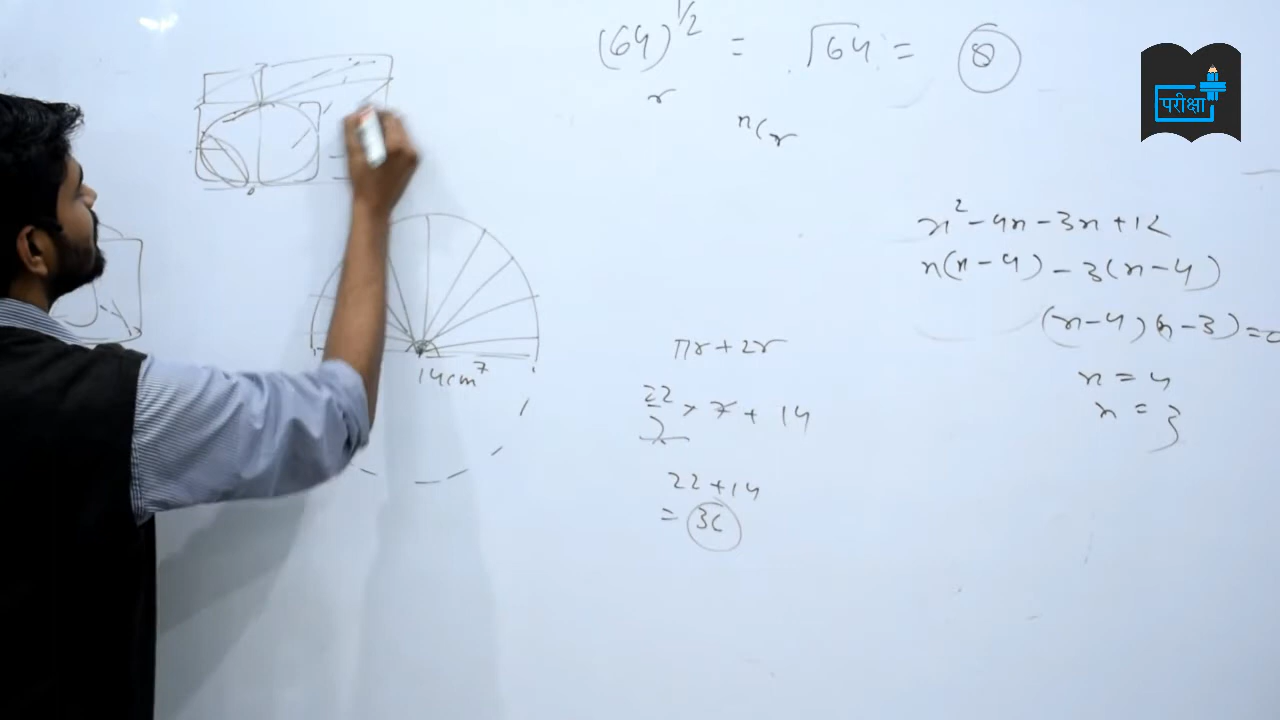 (64)^1/2 = √64 = 8
r
nCr
परीक्षा
x² - 4x - 3x + 12
x(x - 4) - 3(x - 4)
(x - 4)(x - 3) = 0
x = 4
x = 3
πr + 2r
14cm 7
22/7 × 7 + 14
22 + 14
= 36